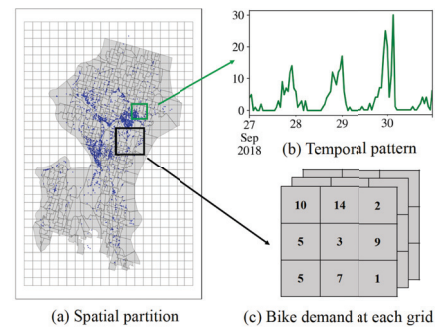 30
20
10
0
27 28 29 30
Sep
2018
(b) Temporal pattern
10 14 2
5 3 9
5 7 1
(a) Spatial partition
(c) Bike demand at each grid